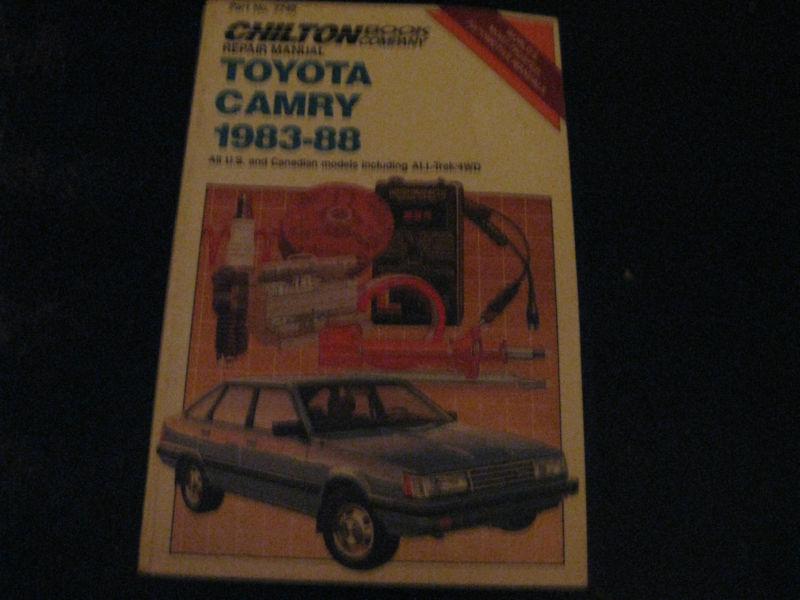 Part No.
CHILTON BOOK COMPANY
REPAIR MANUAL
TOYOTA
CAMRY
1983-88
All U.S. and Canadian models including ALL-Trac/4WD